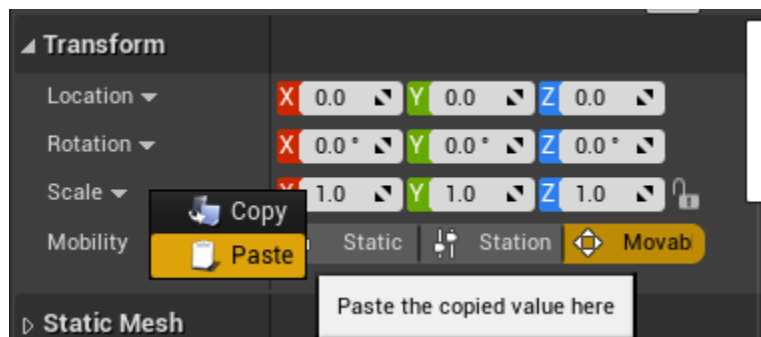 Transform
Location X 0.0 Y 0.0 Z 0.0
Rotation X 0.0° Y 0.0° Z 0.0°
Scale 1.0 Y 1.0 Z 1.0
Copy
Mobility Static Station Movab
Paste
Paste the copied value here
Static Mesh